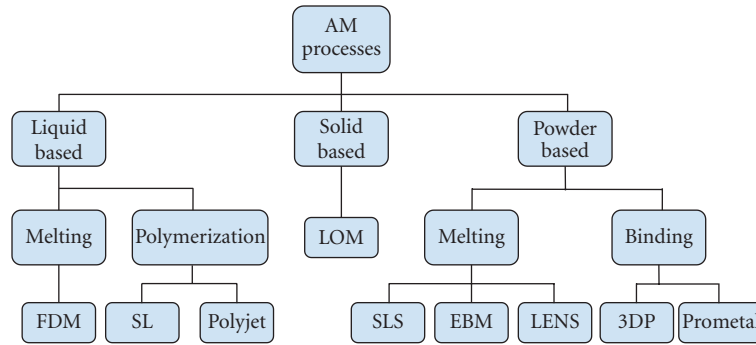 AM
processes
Liquid
based
Solid
based
Powder
based
Melting
Polymerization
LOM
Melting
Binding
FDM
SL
Polyjet
SLS
EBM
LENS
3DP
Prometal